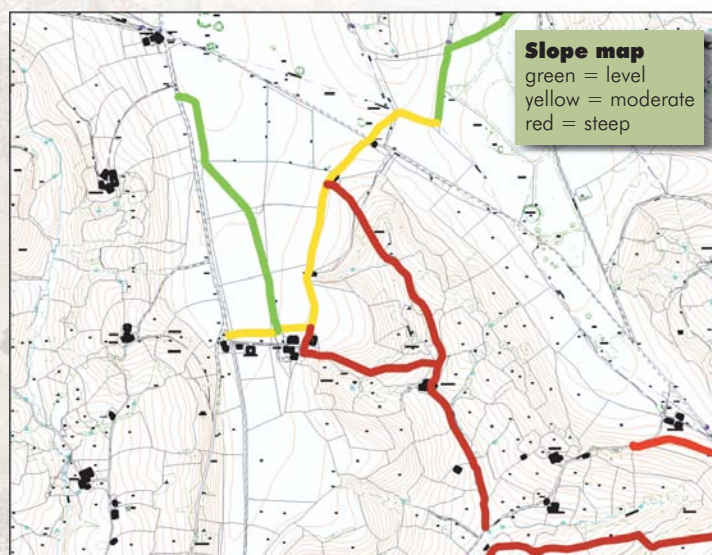 Slope map
green = level
yellow = moderate
red = steep